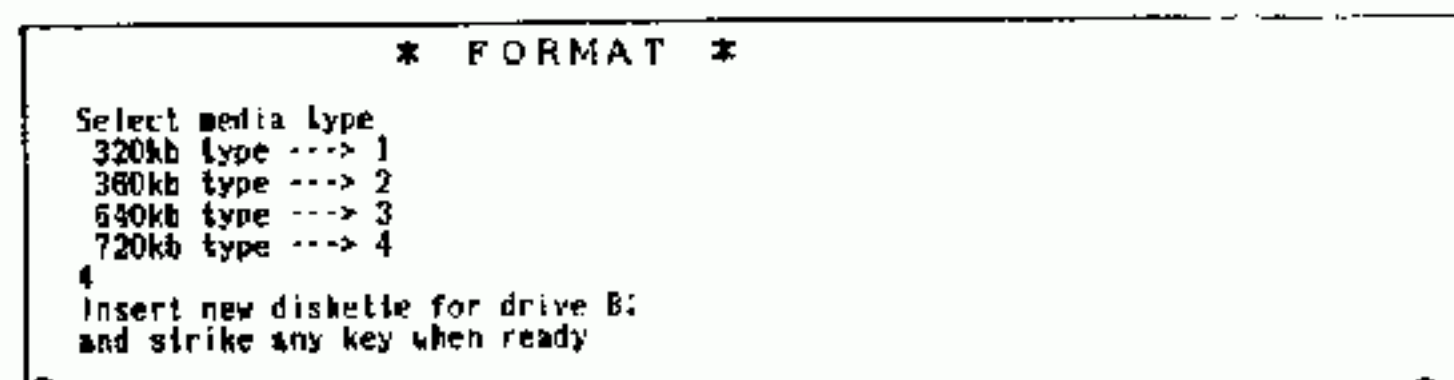 * FORMAT *
Select media type
320kb type ---> 1
360kb type ---> 2
640kb type ---> 3
720kb type ---> 4
4
Insert new diskette for drive B:
and strike any key when ready